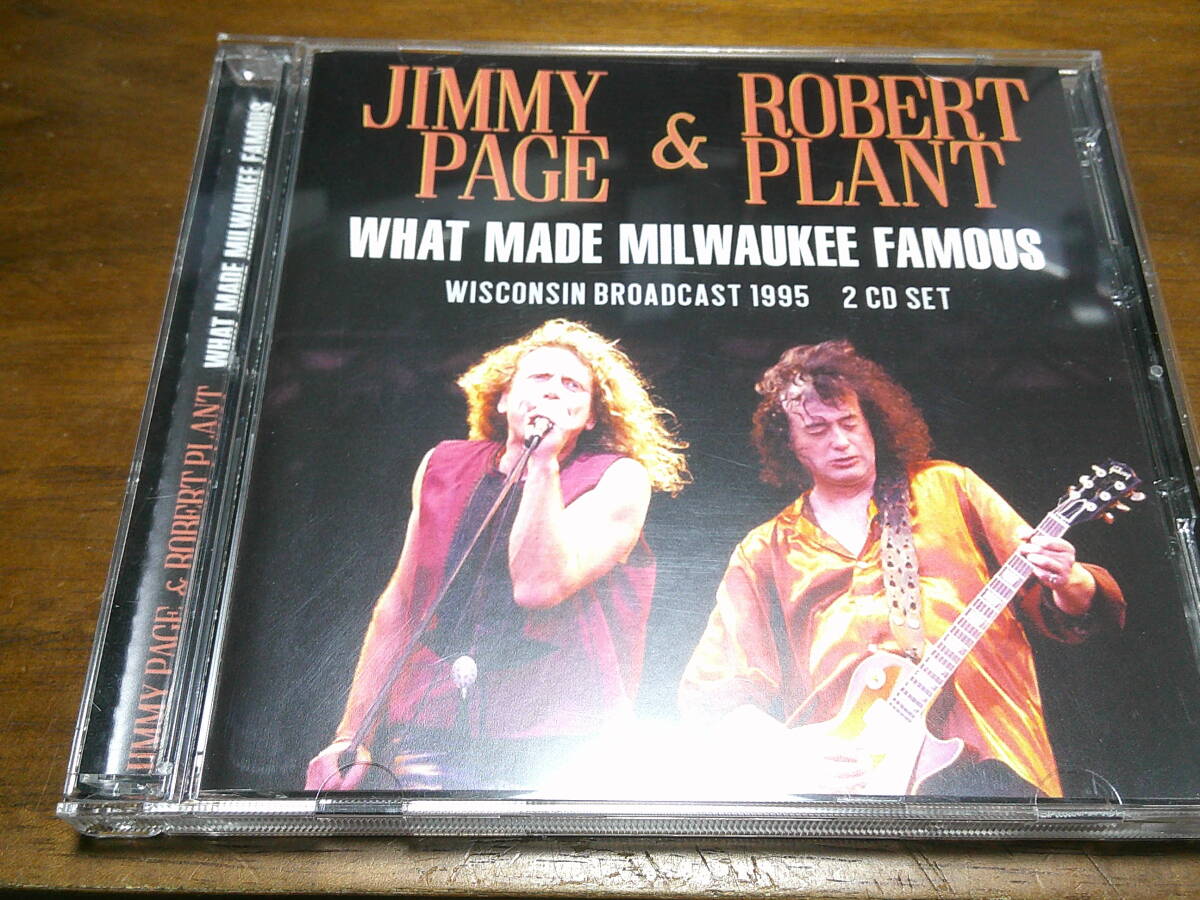 JIMMY PAGE & ROBERT PLANT
WHAT MADE MILWAUKEE FAMOUS
WISCONSIN BROADCAST 1995 2 CD SET
JIMMY PAGE & ROBERT PLANT WHAT MADE MILWAUKEE FAMOUS
Gibson